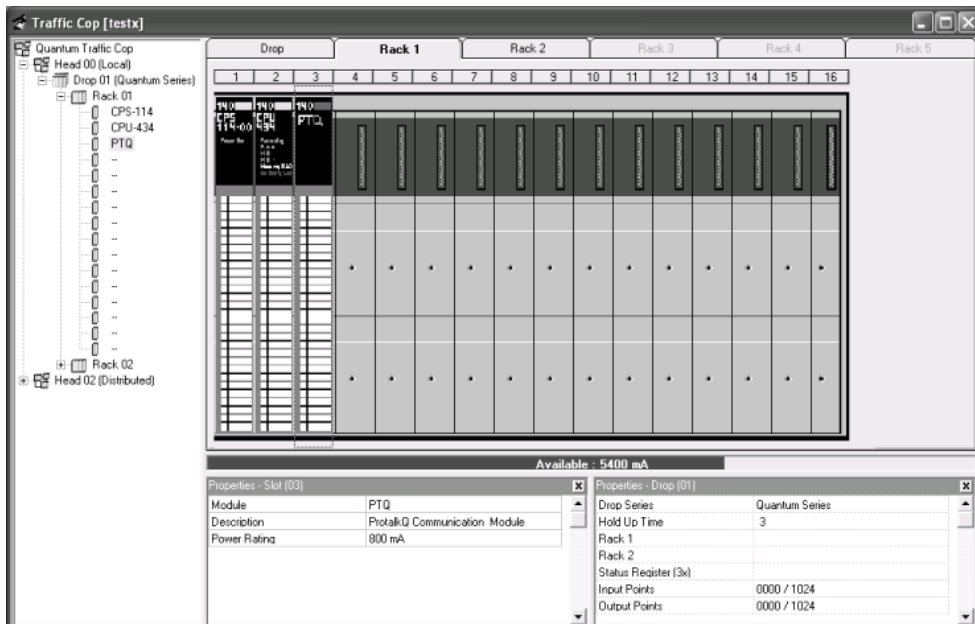 Traffic Cop [testx]
Quantum Traffic Cop
Head 00 (Local)
Drop 01 (Quantum Series)
Rack 01
CPS-114
CPU-434
PTQ
--
--
--
--
--
--
--
--
--
--
--
--
--
Rack 02
Head 02 (Distributed)
Drop Rack 1 Rack 2 Rack 3 Rack 4 Rack 5
1 2 3 4 5 6 7 8 9 10 11 12 13 14 15 16
140 140 140
CPS CPU PTQ
114-00 434
Available : 5400 mA
Properties - Slot (03)
Module PTQ
Description ProtalkQ Communication Module
Power Rating 800 mA
Properties - Drop (01)
Drop Series Quantum Series
Hold Up Time 3
Rack 1
Rack 2
Status Register (3x)
Input Points 0000 / 1024
Output Points 0000 / 1024